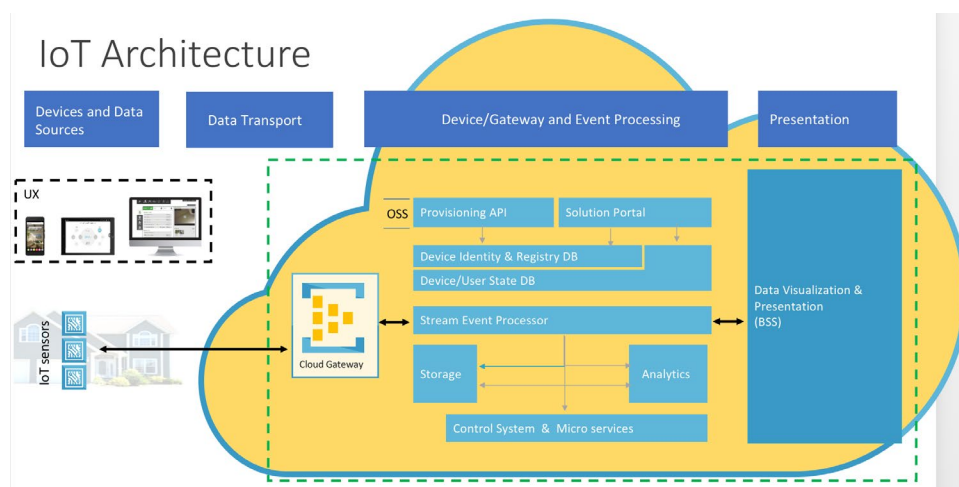 IoT Architecture
Devices and Data
Sources
Data Transport
Device/Gateway and Event Processing
Presentation
UX
OSS
Provisioning API
Solution Portal
Device Identity & Registry DB
Device/User State DB
Data Visualization &
Presentation
(BSS)
Stream Event Processor
IoT sensors
Cloud Gateway
Storage
Analytics
Control System & Micro services